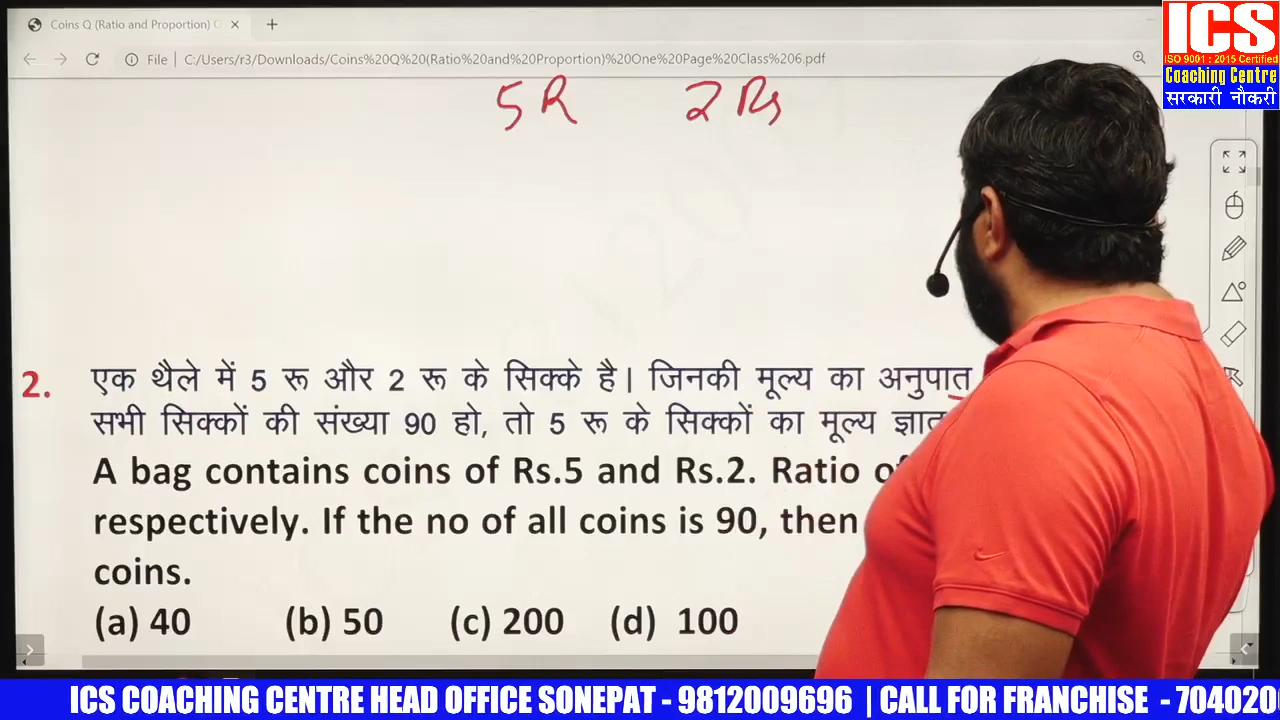 Coins Q (Ratio and Proportion)
File C:/Users/r3/Downloads/Coins%20Q%20(Ratio%20and%20Proportion)%20One%20Page%20Class%206.pdf
ICS
ISO 9001 : 2015 Certified
Coaching Centre
सरकारी नौकरी
5 R 2 Rs
2. एक थैले में 5 रू और 2 रू के सिक्के है। जिनकी मूल्य का अनुपात
सभी सिक्कों की संख्या 90 हो, तो 5 रू के सिक्कों का मूल्य ज्ञात
A bag contains coins of Rs.5 and Rs.2. Ratio
respectively. If the no of all coins is 90, then
coins.
(a) 40 (b) 50 (c) 200 (d) 100
ICS COACHING CENTRE HEAD OFFICE SONEPAT - 9812009696 | CALL FOR FRANCHISE - 704020